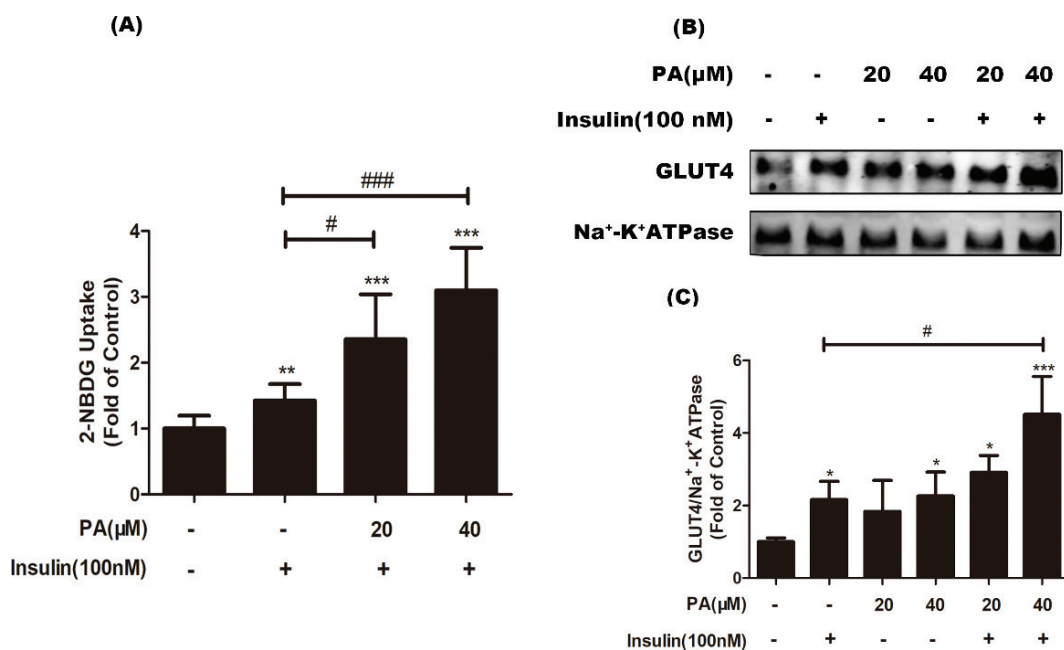 (A)
###
#
4
***
***
3
2
**
1
0
2-NBDG Uptake
(Fold of Control)
PA(μM) - - 20 40
Insulin(100nM) - + + +
(B)
PA(μM) - - 20 40 20 40
Insulin(100 nM) - + - - + +
GLUT4
Na⁺-K⁺ATPase
(C)
#
6
***
4
* * *
2
0
GLUT4/Na⁺-K⁺ATPase
(Fold of Control)
PA(μM) - - 20 40 20 40
Insulin(100nM) - + - - + +